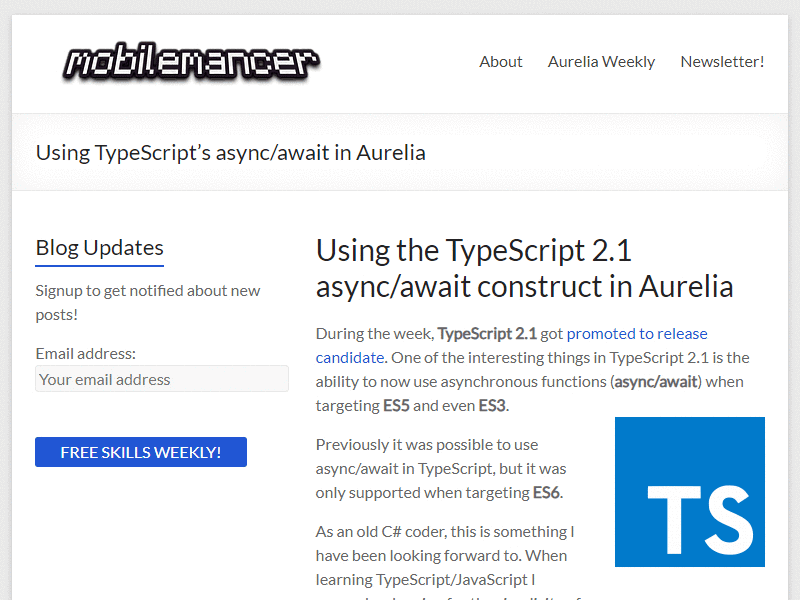 mobilemancer
About
Aurelia Weekly
Newsletter!
Using TypeScript’s async/await in Aurelia
Blog Updates
Signup to get notified about new
posts!
Email address:
Your email address
FREE SKILLS WEEKLY!
Using the TypeScript 2.1
async/await construct in Aurelia
During the week, TypeScript 2.1 got promoted to release
candidate. One of the interesting things in TypeScript 2.1 is the
ability to now use asynchronous functions (async/await) when
targeting ES5 and even ES3.
Previously it was possible to use
async/await in TypeScript, but it was
only supported when targeting ES6.
TS
As an old C# coder, this is something I
have been looking forward to. When
learning TypeScript/JavaScript I